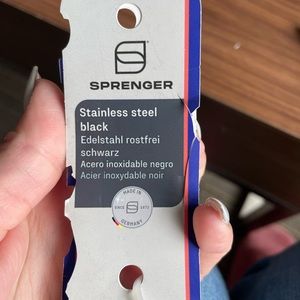 SPRENGER
Stainless steel
black
Edelstahl rostfrei
schwarz
Acero inoxidable negro
Acier inoxydable noir
MADE IN
SINCE 1872
GERMANY